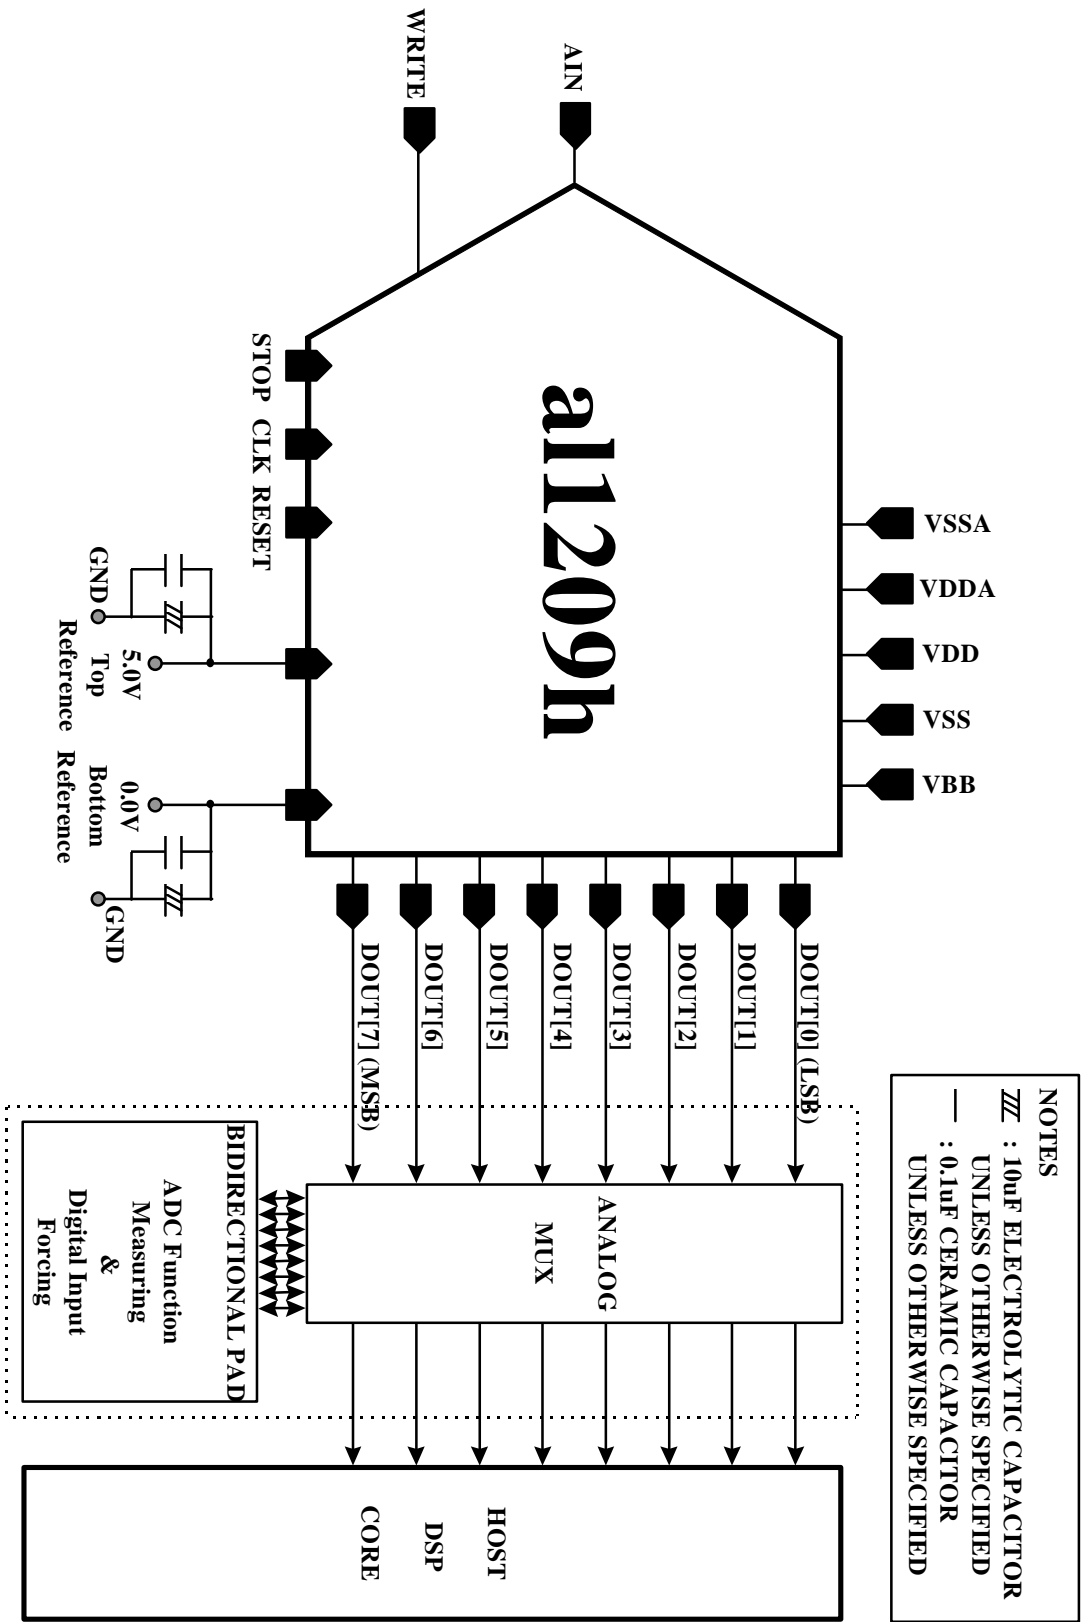 AIN
WRITE
al1209h
STOP
CLK
RESET
VSSA
VDDA
VDD
VSS
VBB
GND
5.0V
Top
Reference
0.0V
Bottom
Reference
GND
DOUT[0] (LSB)
DOUT[1]
DOUT[2]
DOUT[3]
DOUT[4]
DOUT[5]
DOUT[6]
DOUT[7] (MSB)
NOTES
: 10uF ELECTROLYTIC CAPACITOR
UNLESS OTHERWISE SPECIFIED
: 0.1uF CERAMIC CAPACITOR
UNLESS OTHERWISE SPECIFIED
ANALOG
MUX
BIDIRECTIONAL PAD
ADC Function
Measuring
&
Digital Input
Forcing
HOST
DSP
CORE